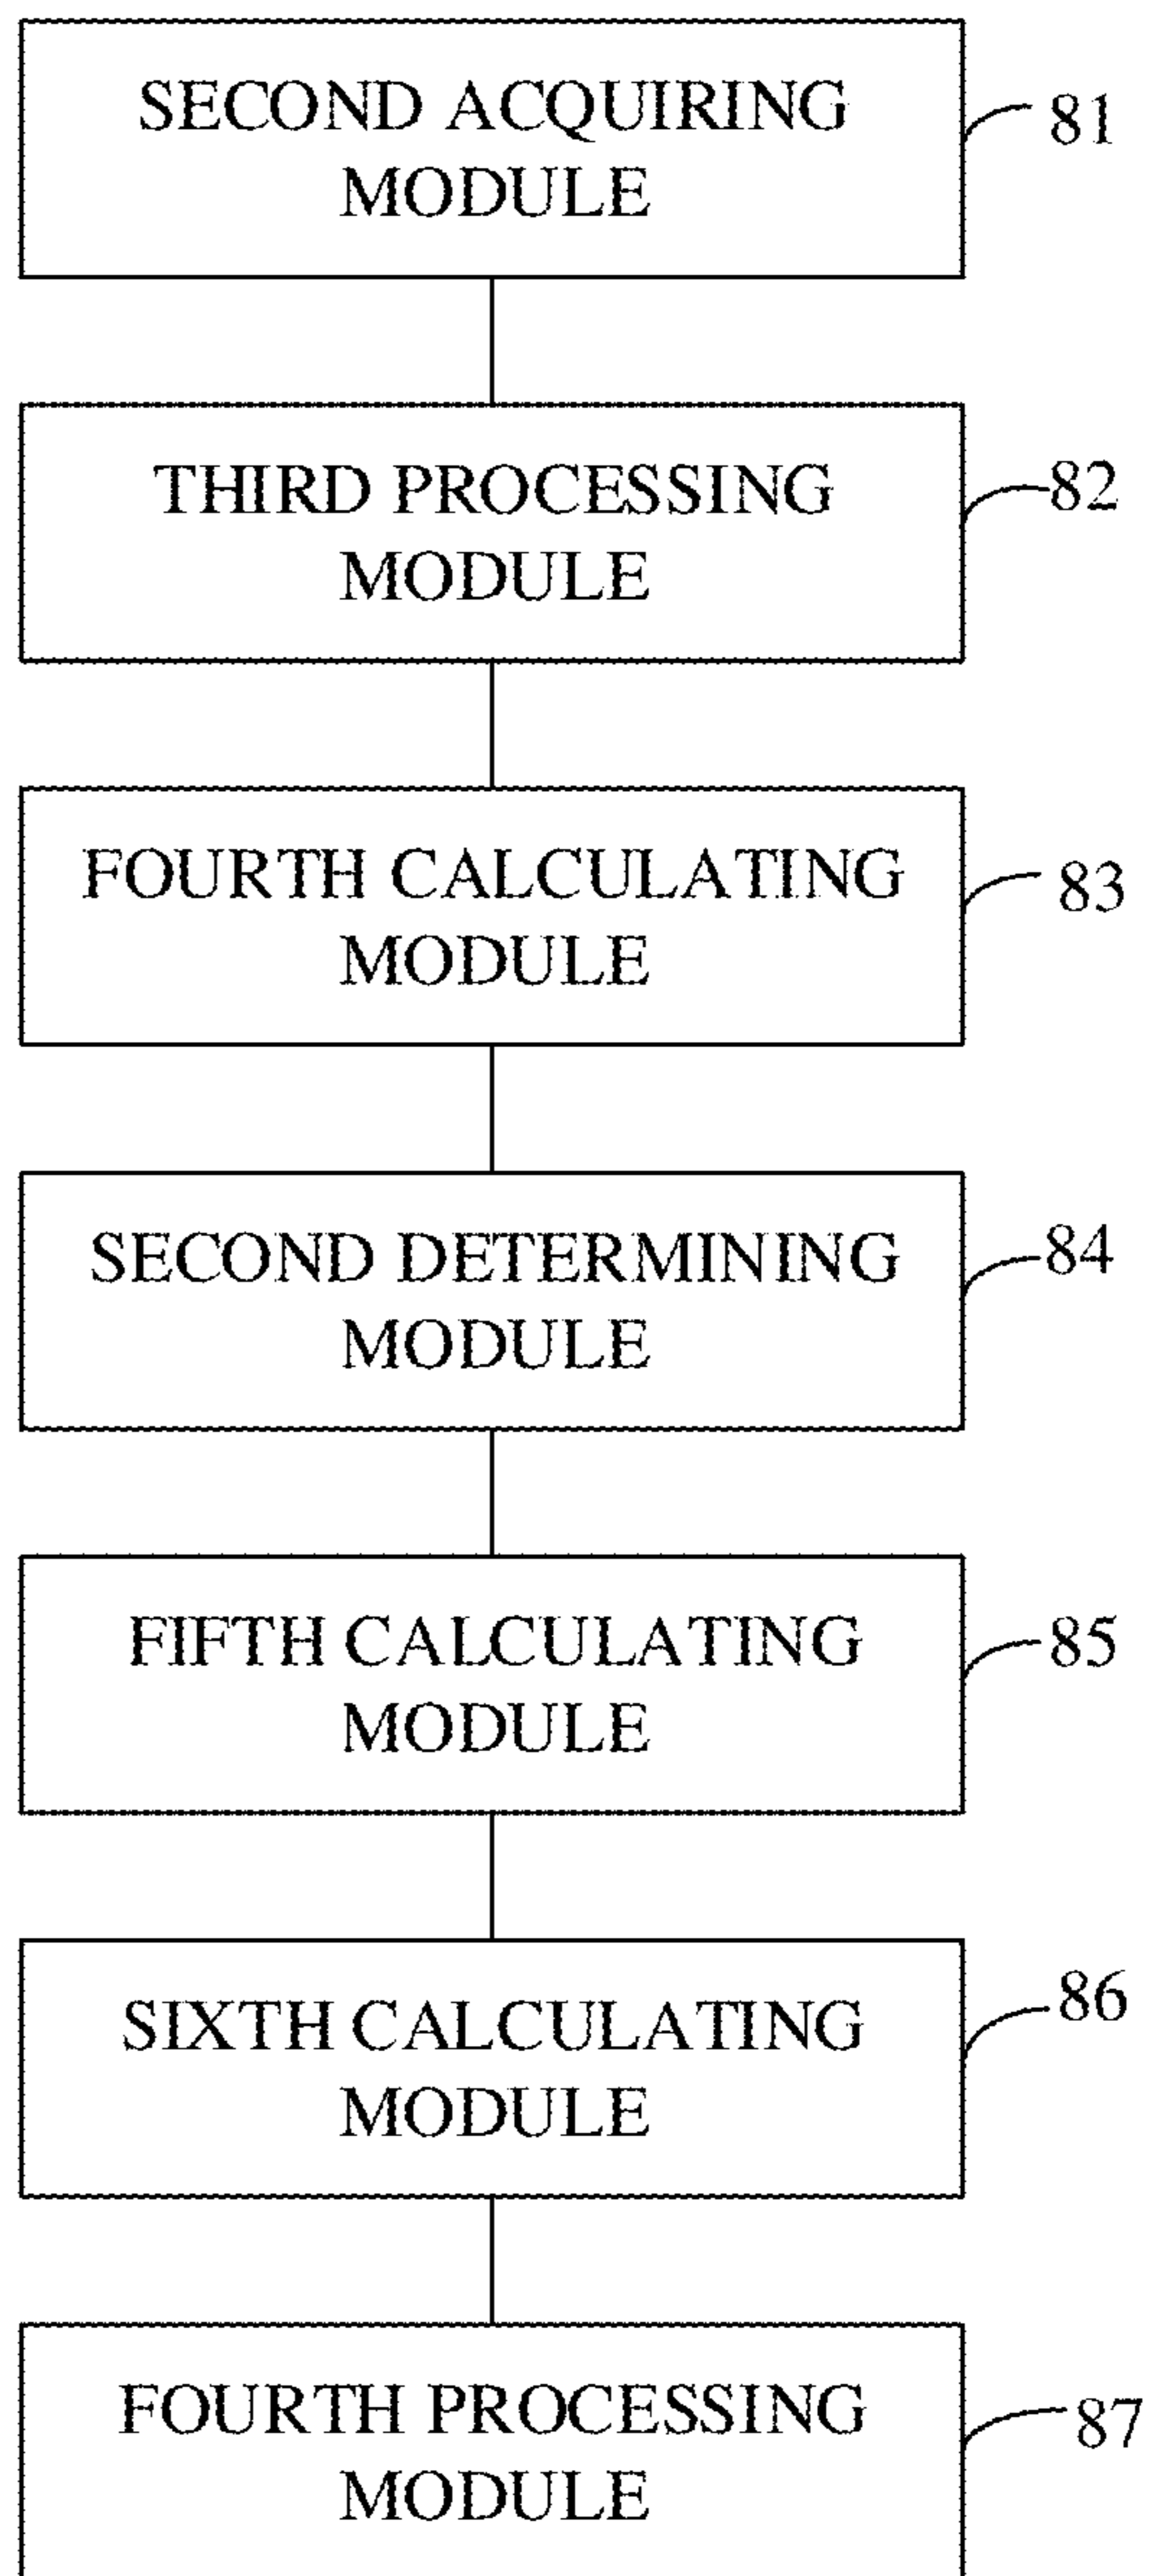 SECOND ACQUIRING
MODULE
81
THIRD PROCESSING
MODULE
82
FOURTH CALCULATING
MODULE
83
SECOND DETERMINING
MODULE
84
FIFTH CALCULATING
MODULE
85
SIXTH CALCULATING
MODULE
86
FOURTH PROCESSING
MODULE
87